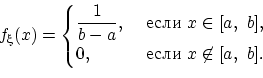 f_ξ(x) = { 1/(b − a), если x ∈ [a, b],
0, если x ∉ [a, b].